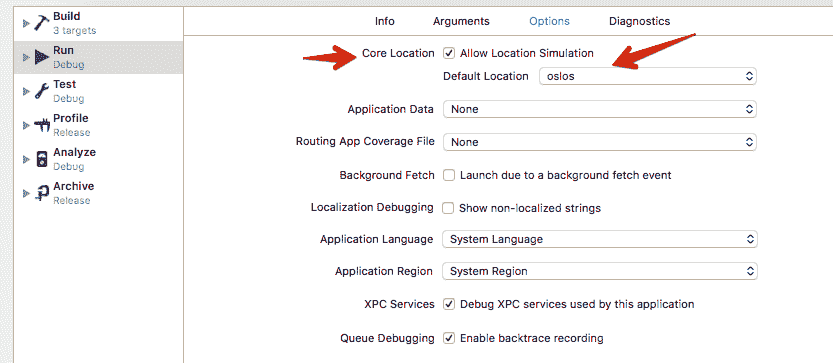 Build
3 targets
Run
Debug
Test
Debug
Profile
Release
Analyze
Debug
Archive
Release
Info Arguments Options Diagnostics
Core Location Allow Location Simulation
Default Location oslos
Application Data None
Routing App Coverage File None
Background Fetch Launch due to a background fetch event
Localization Debugging Show non-localized strings
Application Language System Language
Application Region System Region
XPC Services Debug XPC services used by this application
Queue Debugging Enable backtrace recording